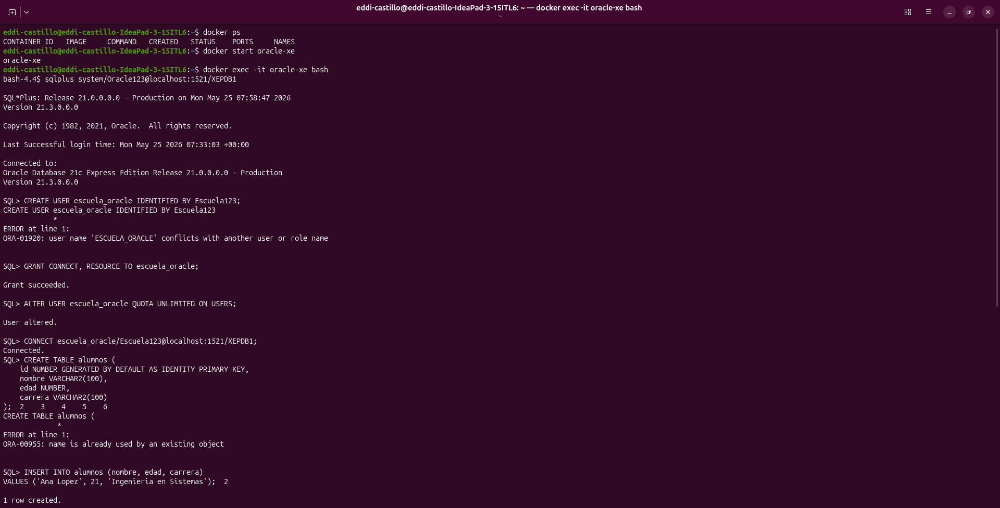 eddi-castillo@eddi-castillo-IdeaPad-3-15ITL6: ~ — docker exec -it oracle-xe bash
~
eddi-castillo@eddi-castillo-IdeaPad-3-15ITL6:~$ docker ps
CONTAINER ID   IMAGE     COMMAND   CREATED   STATUS    PORTS     NAMES
eddi-castillo@eddi-castillo-IdeaPad-3-15ITL6:~$ docker start oracle-xe
oracle-xe
eddi-castillo@eddi-castillo-IdeaPad-3-15ITL6:~$ docker exec -it oracle-xe bash
bash-4.4$ sqlplus system/Oracle123@localhost:1521/XEPDB1
SQL*Plus: Release 21.0.0.0.0 - Production on Mon May 25 07:58:47 2026
Version 21.3.0.0.0
Copyright (c) 1982, 2021, Oracle.  All rights reserved.
Last Successful login time: Mon May 25 2026 07:33:03 +00:00
Connected to:
Oracle Database 21c Express Edition Release 21.0.0.0.0 - Production
Version 21.3.0.0.0
SQL> CREATE USER escuela_oracle IDENTIFIED BY Escuela123;
CREATE USER escuela_oracle IDENTIFIED BY Escuela123
            *
ERROR at line 1:
ORA-01920: user name 'ESCUELA_ORACLE' conflicts with another user or role name
SQL> GRANT CONNECT, RESOURCE TO escuela_oracle;
Grant succeeded.
SQL> ALTER USER escuela_oracle QUOTA UNLIMITED ON USERS;
User altered.
SQL> CONNECT escuela_oracle/Escuela123@localhost:1521/XEPDB1;
Connected.
SQL> CREATE TABLE alumnos (
    id NUMBER GENERATED BY DEFAULT AS IDENTITY PRIMARY KEY,
    nombre VARCHAR2(100),
    edad NUMBER,
    carrera VARCHAR2(100)
);  2    3    4    5    6
CREATE TABLE alumnos (
             *
ERROR at line 1:
ORA-00955: name is already used by an existing object
SQL> INSERT INTO alumnos (nombre, edad, carrera)
VALUES ('Ana Lopez', 21, 'Ingenieria en Sistemas');  2
1 row created.